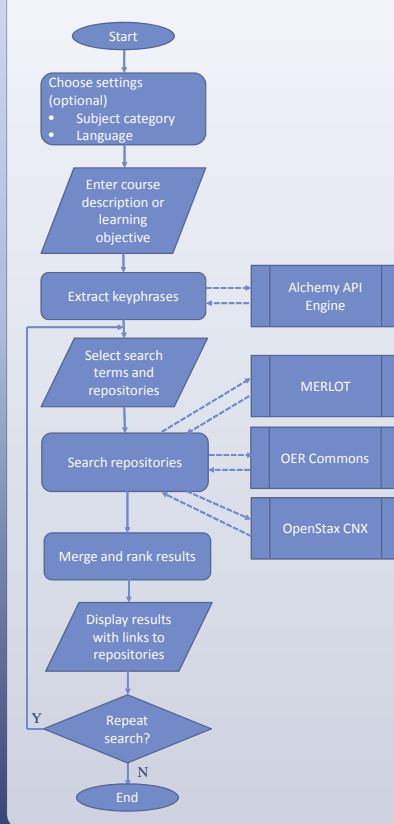 Start
Choose settings
(optional)
• Subject category
• Language
Enter course
description or
learning
objective
Extract keyphrases
Alchemy API
Engine
Select search
terms and
repositories
MERLOT
Search repositories
OER Commons
OpenStax CNX
Merge and rank results
Display results
with links to
repositories
Repeat
search?
Y
N
End